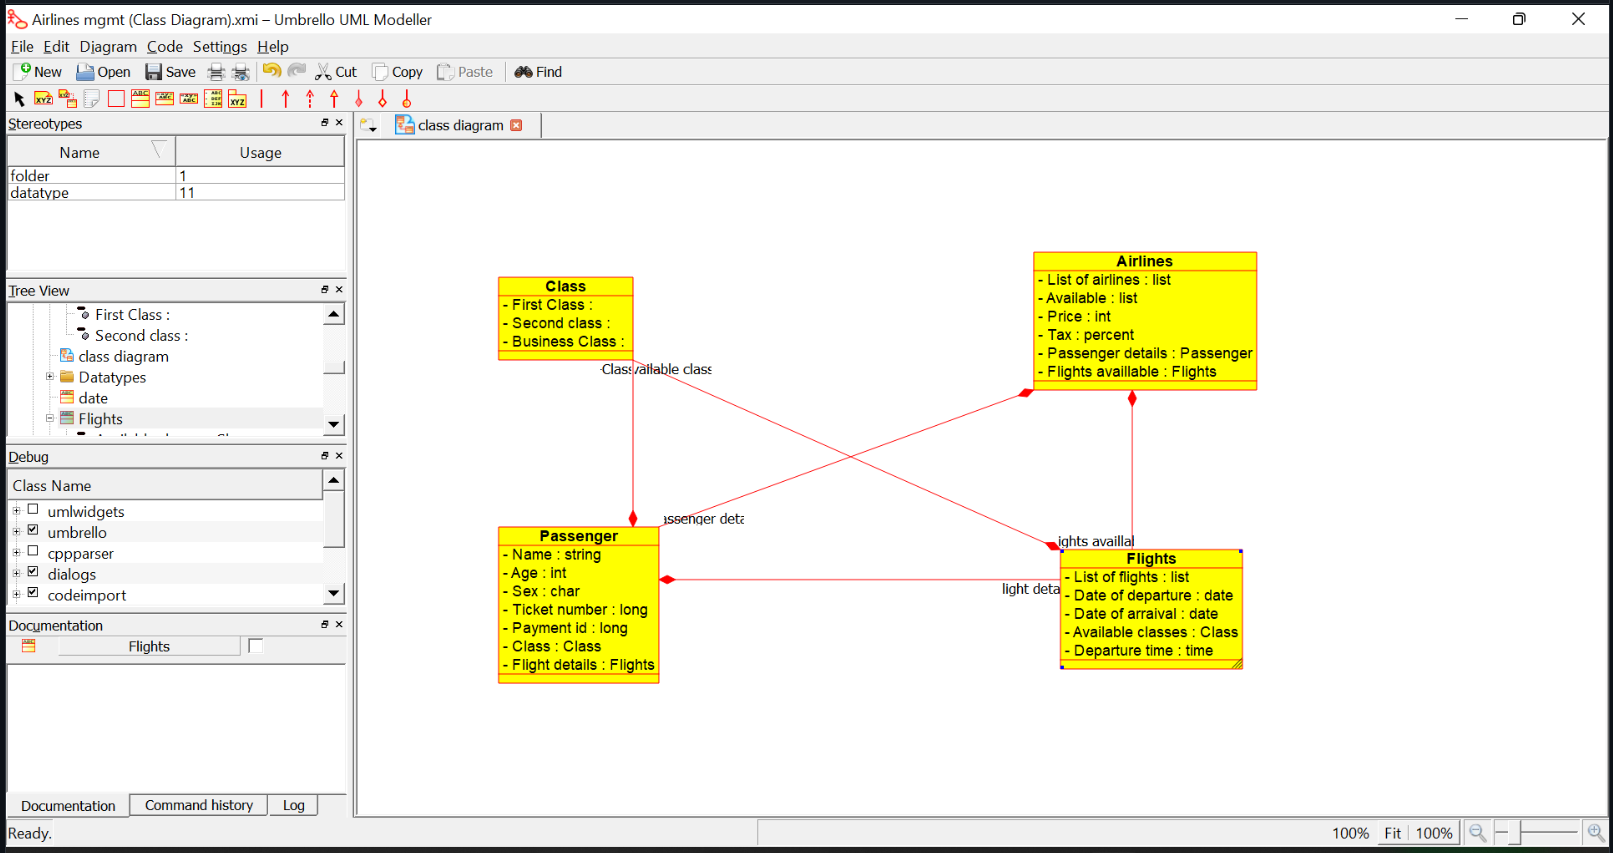 Airlines mgmt (Class Diagram).xmi – Umbrello UML Modeller
File Edit Diagram Code Settings Help
New Open Save Cut Copy Paste Find
Stereotypes
Name Usage
folder 1
datatype 11
Tree View
First Class :
Second class :
class diagram
Datatypes
date
Flights
Debug
Class Name
umlwidgets
umbrello
cppparser
dialogs
codeimport
Documentation
Flights
Documentation Command history Log
Ready.
class diagram
Class
- First Class :
- Second class :
- Business Class :
-Class
vailable class
Airlines
- List of airlines : list
- Available : list
- Price : int
- Tax : percent
- Passenger details : Passenger
- Flights availlable : Flights
assenger deta
Passenger
- Name : string
- Age : int
- Sex : char
- Ticket number : long
- Payment id : long
- Class : Class
- Flight details : Flights
ights availlal
light deta
Flights
- List of flights : list
- Date of departure : date
- Date of arraival : date
- Available classes : Class
- Departure time : time
100% Fit 100%